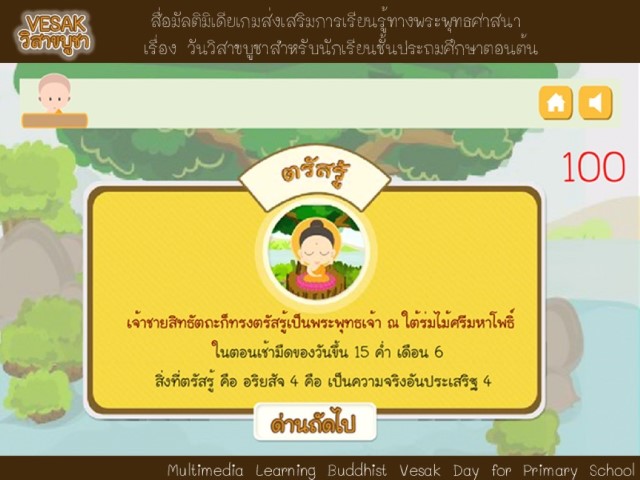 VESAK
วิสาขบูชา
สื่อมัลติมิเดียเกมส่งเสริมการเรียนรู้ทางพระพุทธศาสนา
เรื่อง วันวิสาขบูชาสำหรับนักเรียนชั้นประถมศึกษาตอนต้น
100
ตรัสรู้
เจ้าชายสิทธัตถะก็ทรงตรัสรู้เป็นพระพุทธเจ้า ณ ใต้ร่มไม้ศรีมหาโพธิ์
ในตอนเช้ามืดของวันขึ้น 15 ค่ำ เดือน 6
สิ่งที่ตรัสรู้ คือ อริยสัจ 4 คือ เป็นความจริงอันประเสริฐ 4
ด่านถัดไป
Multimedia Learning Buddhist Vesak Day for Primary School